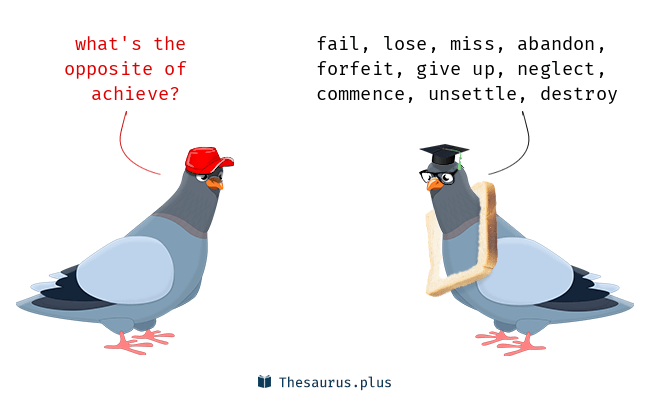 what's the
opposite of
achieve?
fail, lose, miss, abandon,
forfeit, give up, neglect,
commence, unsettle, destroy
Thesaurus.plus